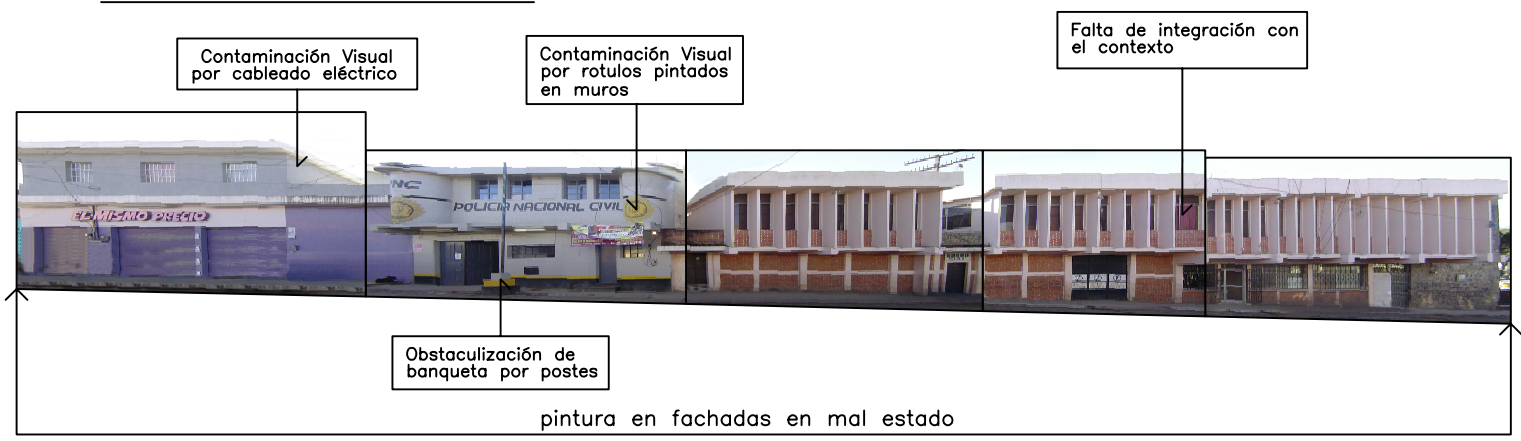 Contaminación Visual
por cableado eléctrico
Contaminación Visual
por rotulos pintados
en muros
Falta de integración con
el contexto
EL MISMO PRECIO
PNC
POLICIA NACIONAL CIVIL
Obstaculización de
banqueta por postes
pintura en fachadas en mal estado